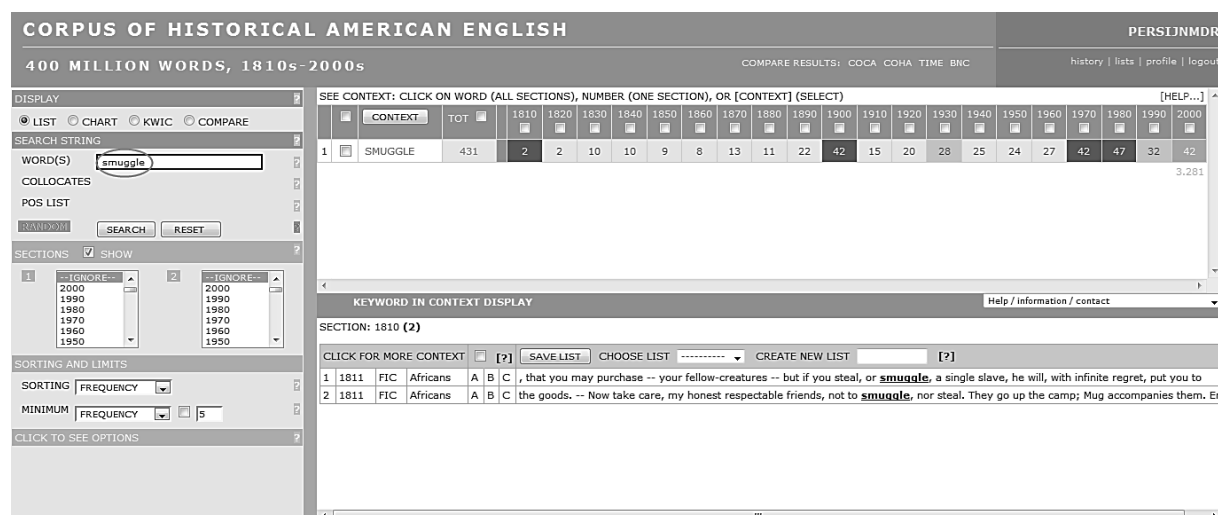 CORPUS OF HISTORICAL AMERICAN ENGLISH
PERSIJNMDR
400 MILLION WORDS, 1810s-2000s
COMPARE RESULTS: COCA COHA TIME BNC
history | lists | profile | logout
DISPLAY ?
LIST CHART KWIC COMPARE
SEARCH STRING ?
WORD(S) smuggle ?
COLLOCATES ?
POS LIST ?
RANDOM SEARCH RESET ?
SECTIONS SHOW ?
1 --IGNORE-- 2000 1990 1980 1970 1960 1950
2 --IGNORE-- 2000 1990 1980 1970 1960 1950
SORTING AND LIMITS
SORTING FREQUENCY ?
MINIMUM FREQUENCY 5 ?
CLICK TO SEE OPTIONS ?
SEE CONTEXT: CLICK ON WORD (ALL SECTIONS), NUMBER (ONE SECTION), OR [CONTEXT] (SELECT) [HELP...]
CONTEXT TOT 1810 1820 1830 1840 1850 1860 1870 1880 1890 1900 1910 1920 1930 1940 1950 1960 1970 1980 1990 2000
1 SMUGGLE 431 2 2 10 10 9 8 13 11 22 42 15 20 28 25 24 27 42 47 32 42
3.281
KEYWORD IN CONTEXT DISPLAY
Help / information / contact
SECTION: 1810 (2)
CLICK FOR MORE CONTEXT [?] SAVE LIST CHOOSE LIST ---------- CREATE NEW LIST [?]
1 1811 FIC Africans A B C , that you may purchase -- your fellow-creatures -- but if you steal, or smuggle, a single slave, he will, with infinite regret, put you to
2 1811 FIC Africans A B C the goods. -- Now take care, my honest respectable friends, not to smuggle, nor steal. They go up the camp; Mug accompanies them.